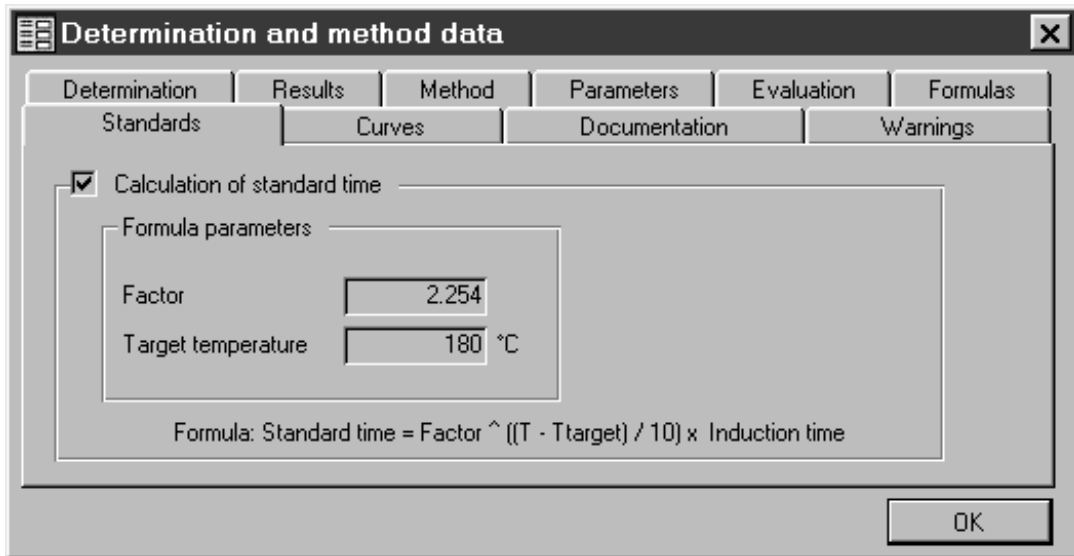 Determination and method data
Determination Results Method Parameters Evaluation Formulas
Standards Curves Documentation Warnings
Calculation of standard time
Formula parameters
Factor 2.254
Target temperature 180 °C
Formula: Standard time = Factor ^ ((T - Ttarget) / 10) x Induction time
OK